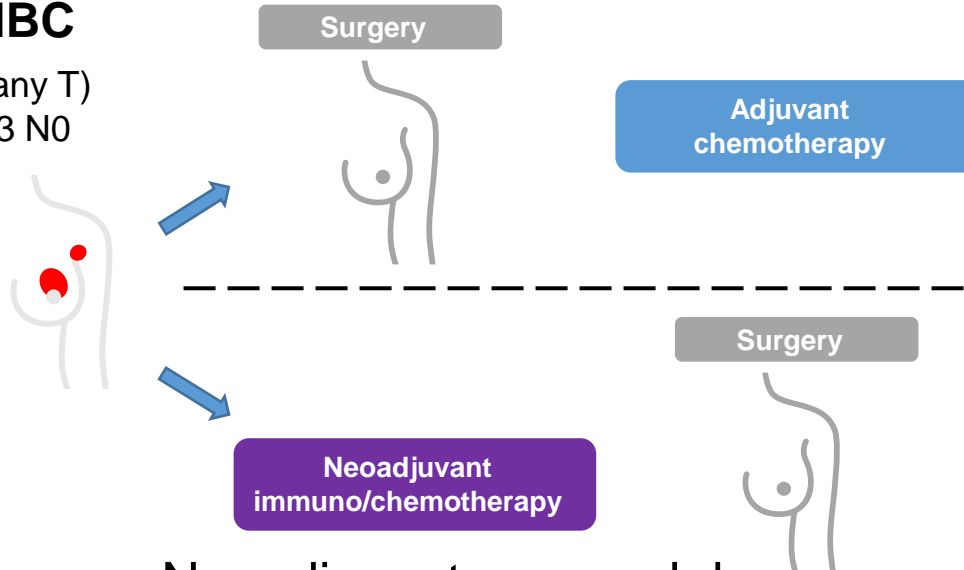 IBC
any T)
3 N0
Surgery
Adjuvant
chemotherapy
Surgery
Neoadjuvant
immuno/chemotherapy